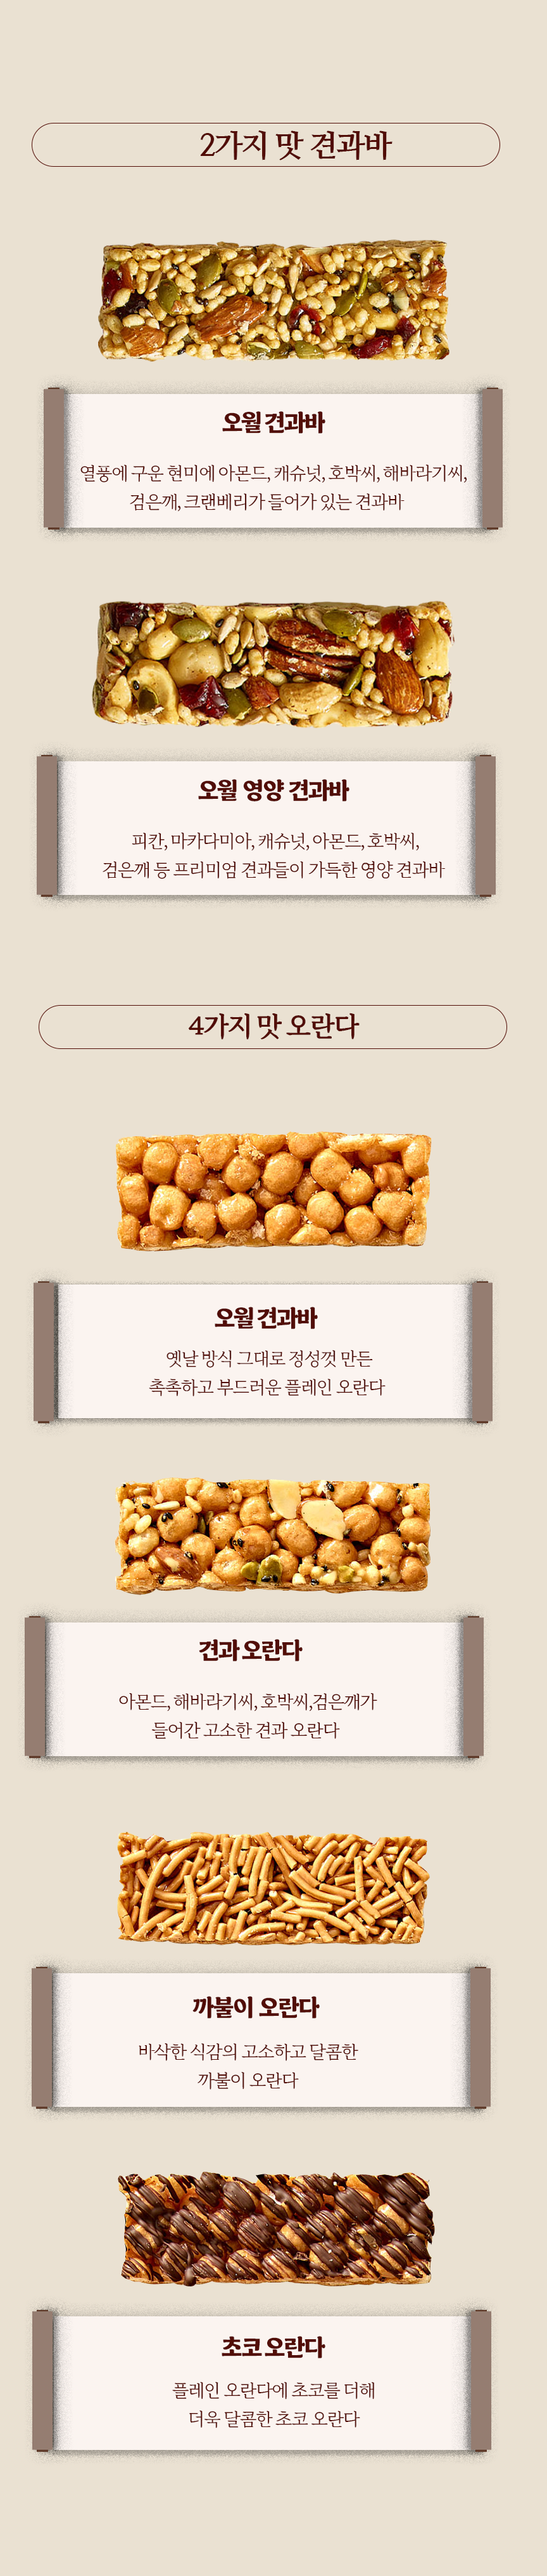 2가지 맛 견과바
오월 견과바
열풍에 구운 현미에 아몬드, 캐슈넛, 호박씨, 해바라기씨,
검은깨, 크랜베리가 들어가 있는 견과바
오월 영양 견과바
피칸, 마카다미아, 캐슈넛, 아몬드, 호박씨,
검은깨 등 프리미엄 견과들이 가득한 영양 견과바
4가지 맛 오란다
오월 견과바
옛날 방식 그대로 정성껏 만든
촉촉하고 부드러운 플레인 오란다
견과 오란다
아몬드, 해바라기씨, 호박씨,검은깨가
들어간 고소한 견과 오란다
까불이 오란다
바삭한 식감의 고소하고 달콤한
까불이 오란다
초코 오란다
플레인 오란다에 초코를 더해
더욱 달콤한 초코 오란다